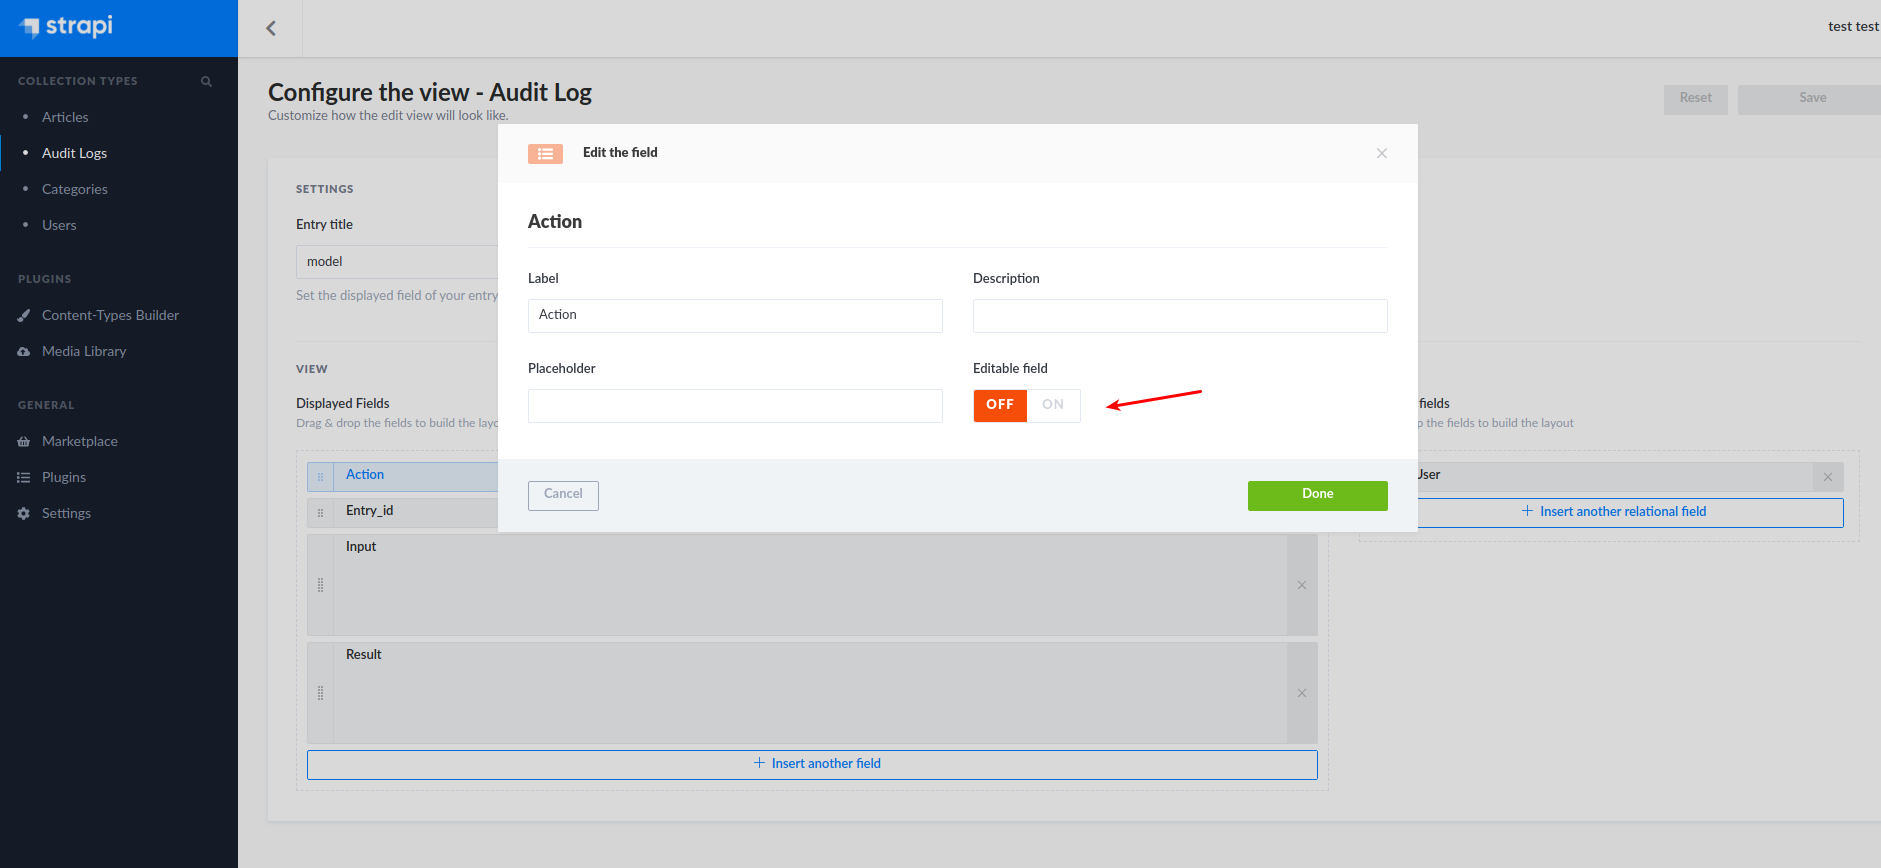 strapi
test test
COLLECTION TYPES
Articles
Audit Logs
Categories
Users
PLUGINS
Content-Types Builder
Media Library
GENERAL
Marketplace
Plugins
Settings
Configure the view - Audit Log
Customize how the edit view will look like.
Reset
Save
SETTINGS
Entry title
model
Set the displayed field of your entry
VIEW
Displayed Fields
Drag & drop the fields to build the layo
Action
Entry_id
Input
Result
Insert another field
Edit the field
Action
Label
Description
Action
Placeholder
Editable field
OFF ON
Cancel
Done
fields
p the fields to build the layout
User
Insert another relational field